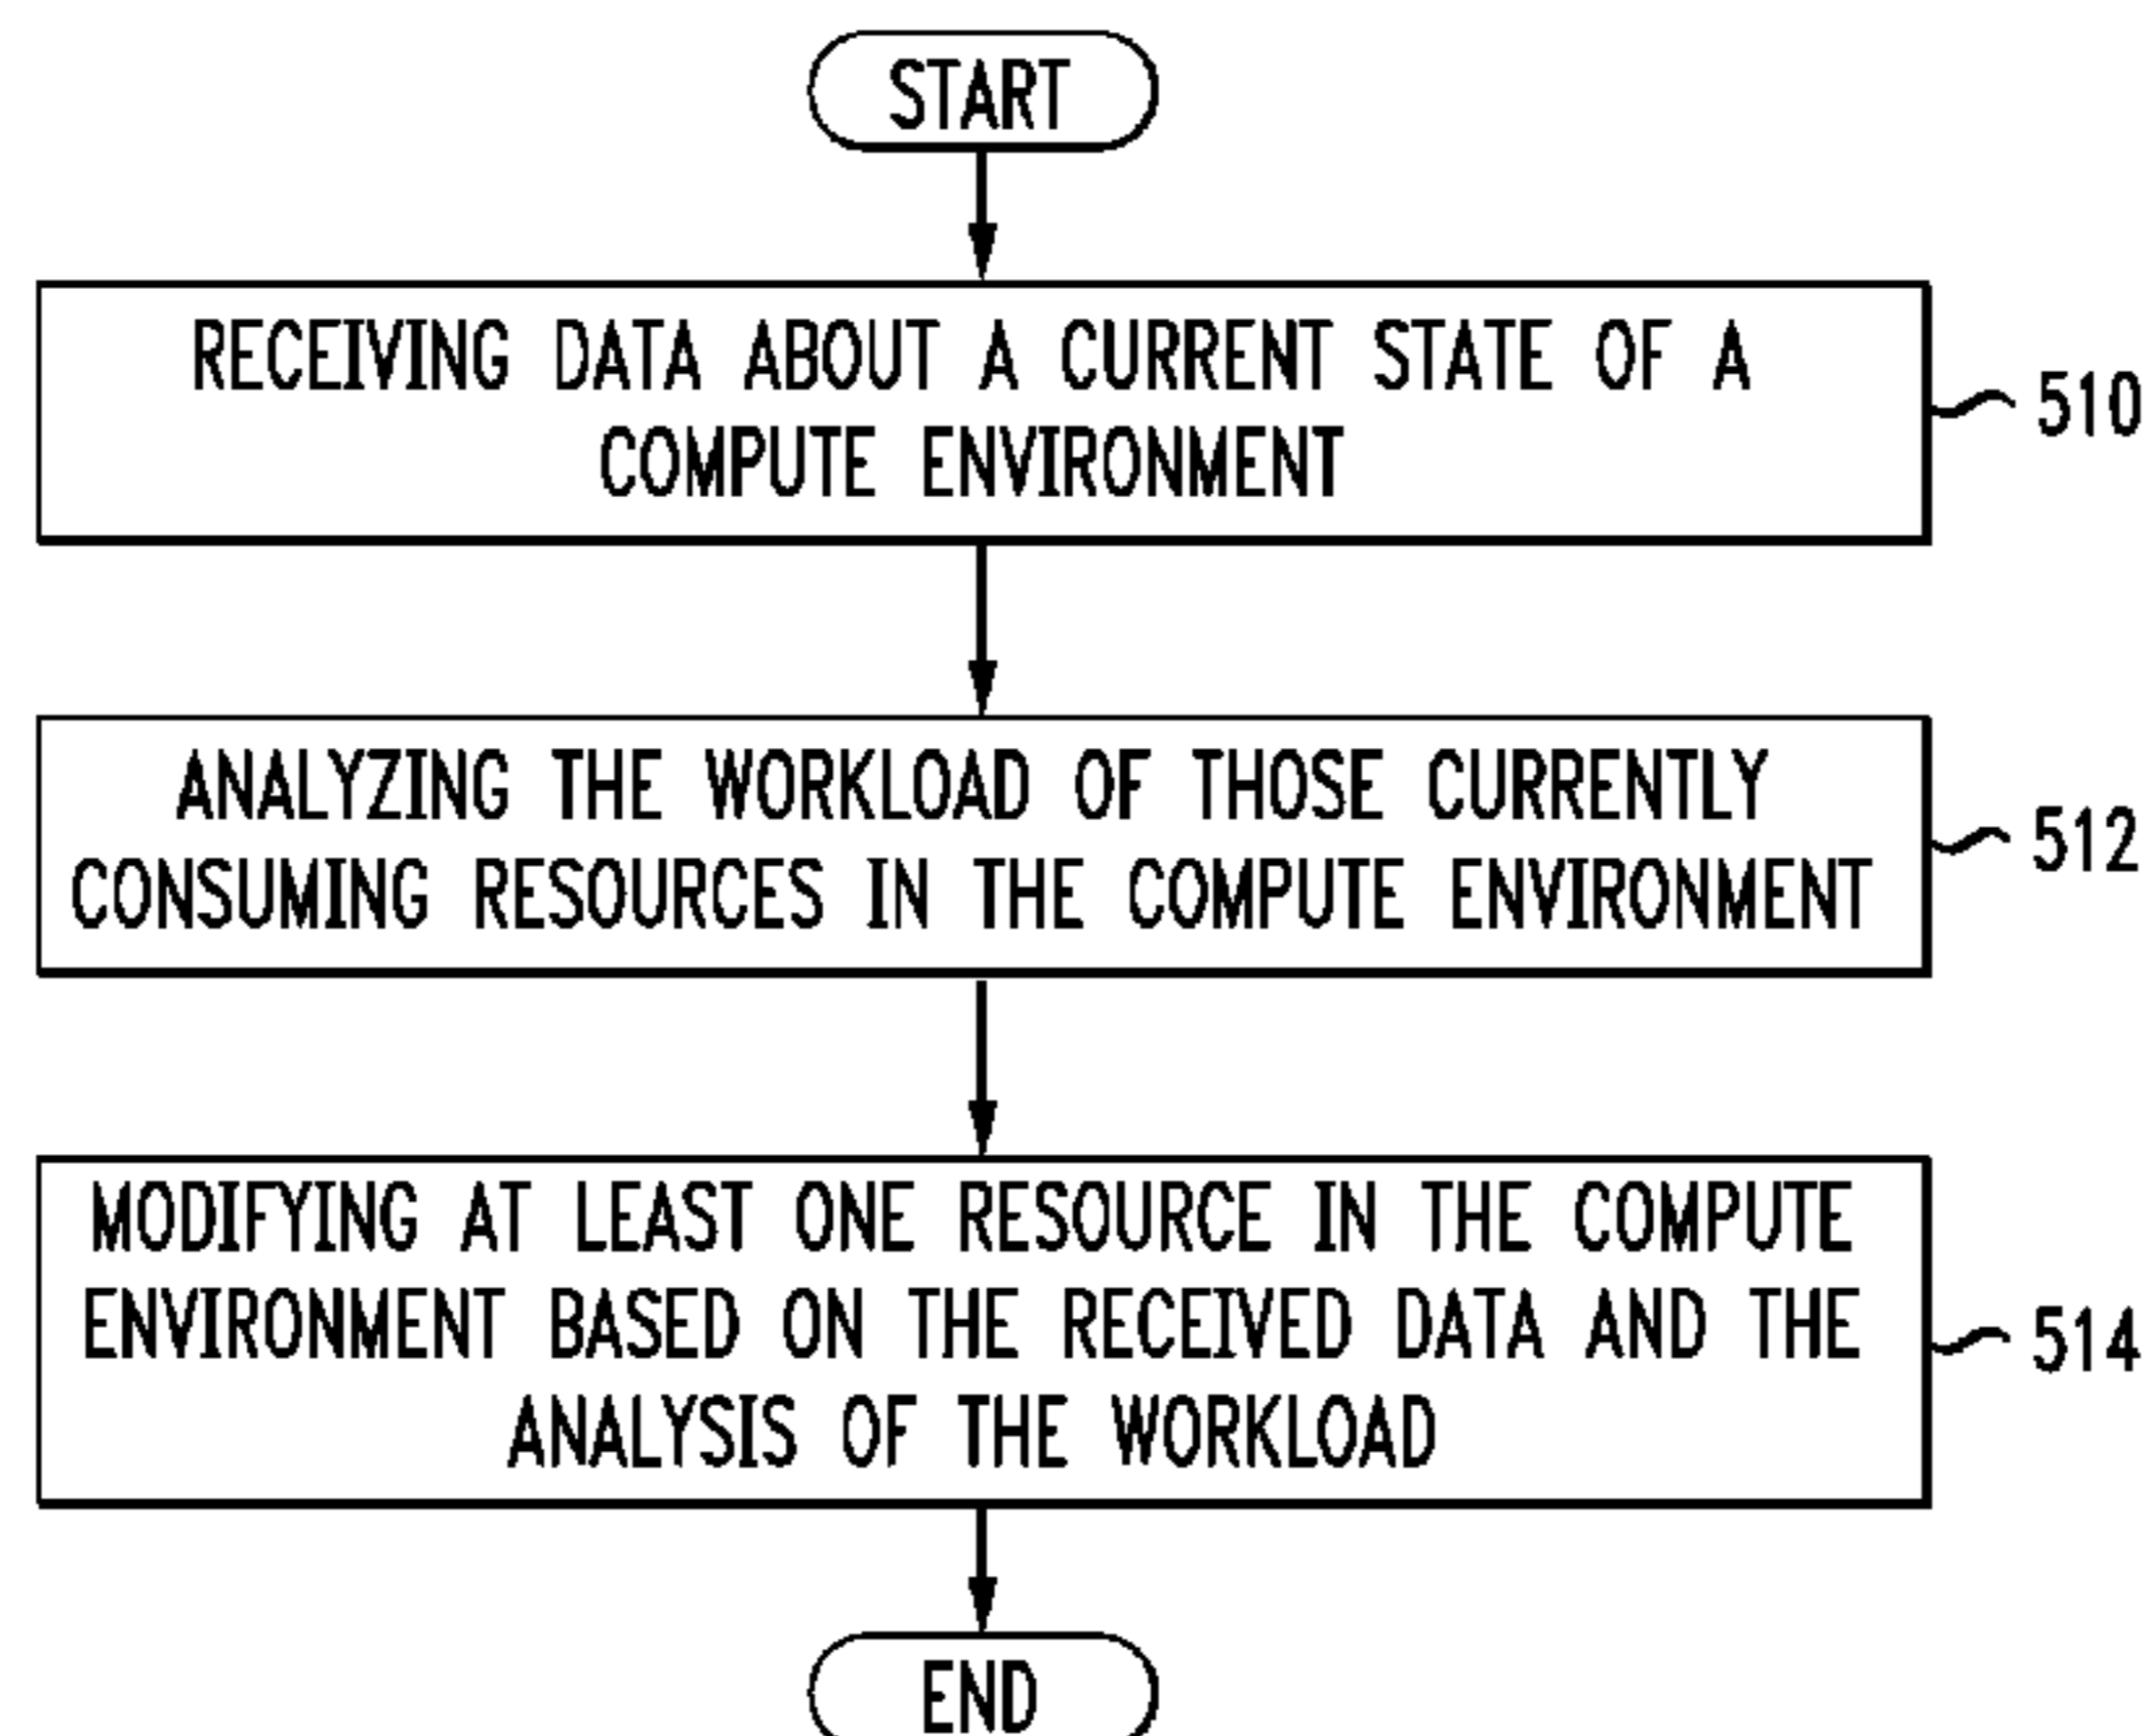 START
RECEIVING DATA ABOUT A CURRENT STATE OF A
COMPUTE ENVIRONMENT
510
ANALYZING THE WORKLOAD OF THOSE CURRENTLY
CONSUMING RESOURCES IN THE COMPUTE ENVIRONMENT
512
MODIFYING AT LEAST ONE RESOURCE IN THE COMPUTE
ENVIRONMENT BASED ON THE RECEIVED DATA AND THE
ANALYSIS OF THE WORKLOAD
514
END